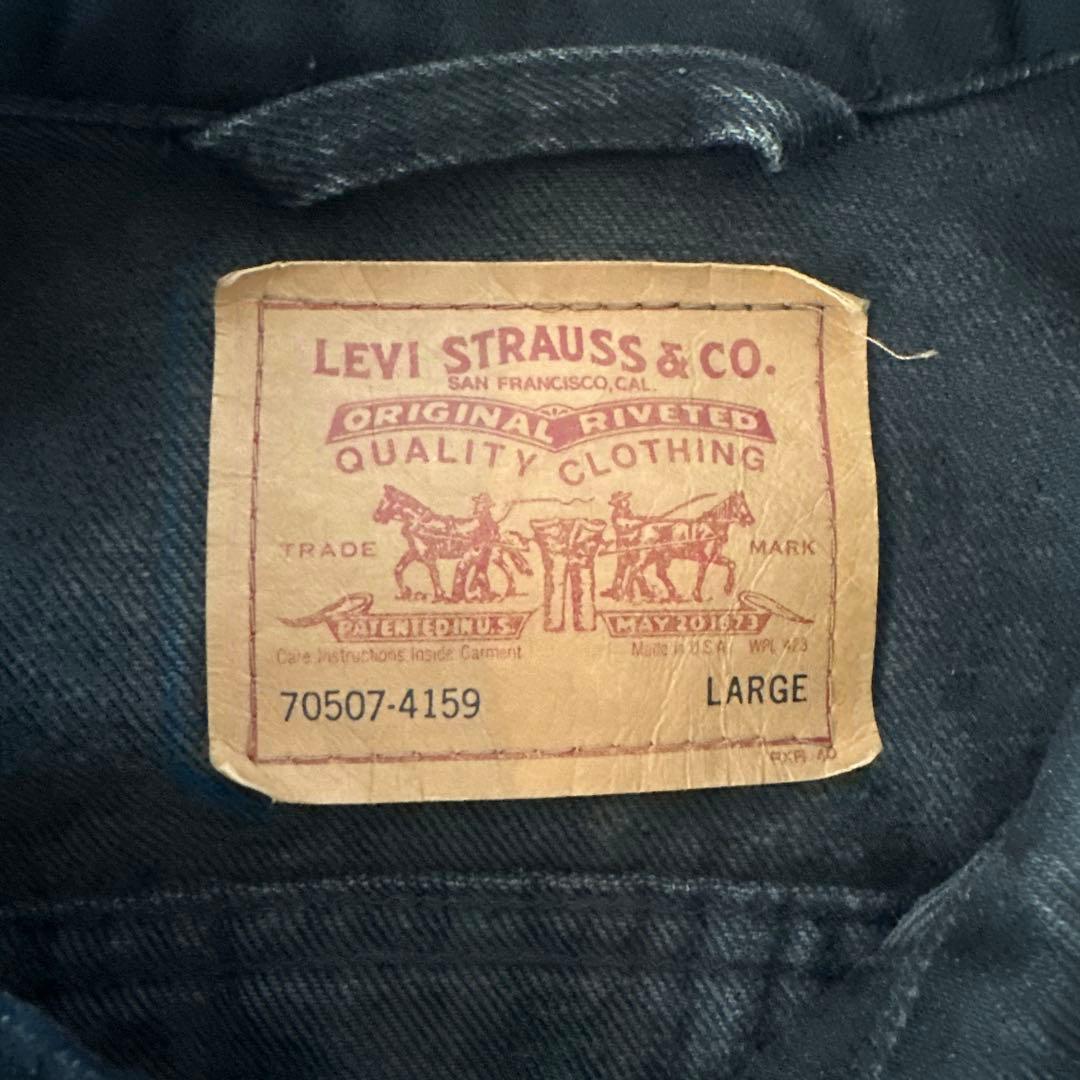 LEVI STRAUSS & CO.
SAN FRANCISCO, CAL.
ORIGINAL RIVETED
QUALITY CLOTHING
TRADE MARK
PATENTED IN U.S. MAY 20 1873
Care Instructions Inside Garment Made in U.S.A. WPL 423
70507-4159 LARGE